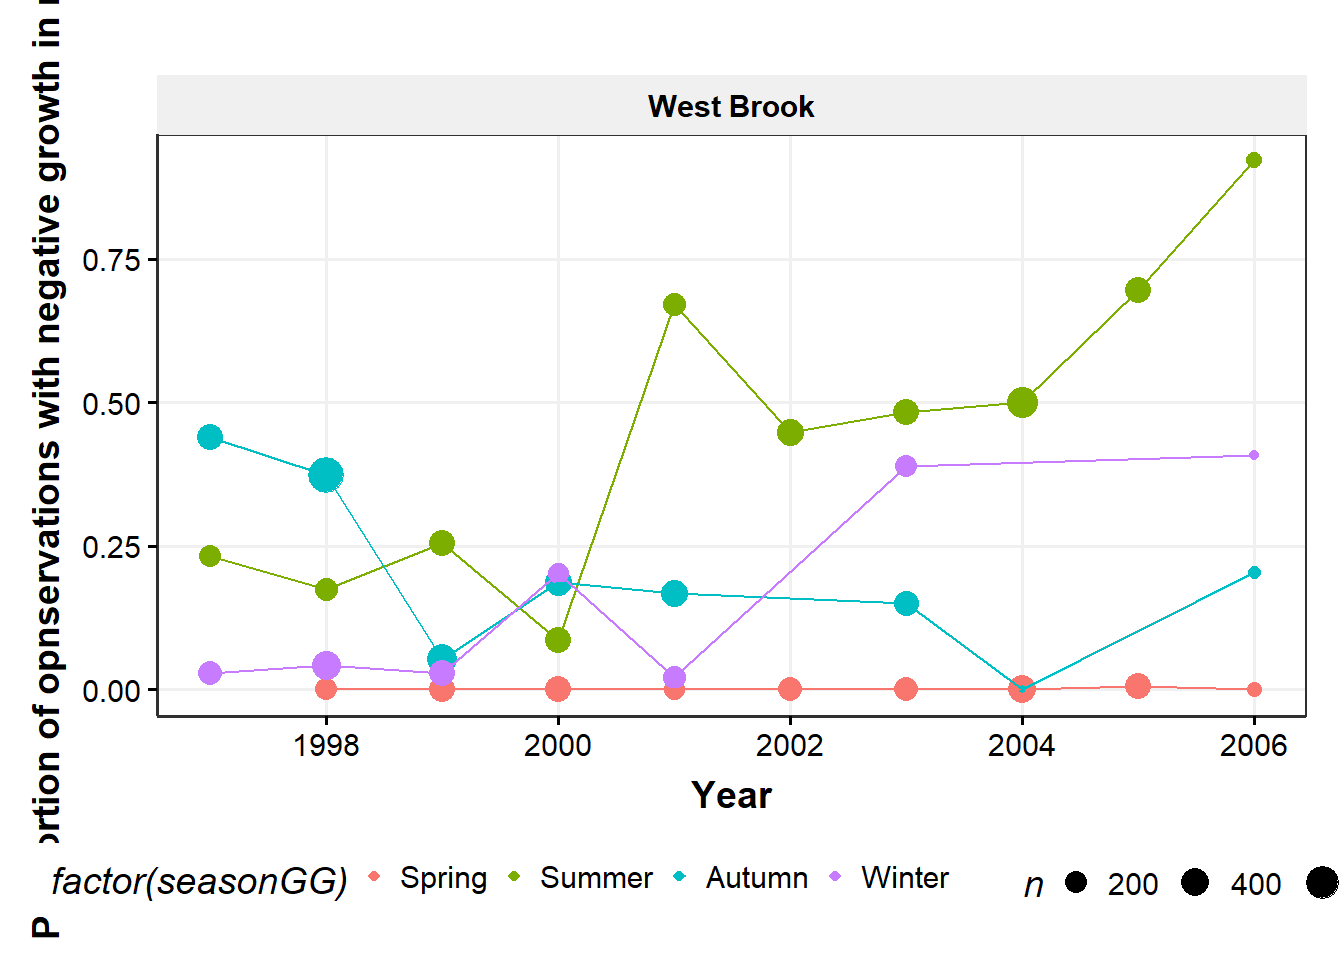 West Brook
P ortion of opnservations with negative growth in
0.75
0.50
0.25
0.00
1998 2000 2002 2004 2006
Year
factor(seasonGG) Spring Summer Autumn Winter n 200 400